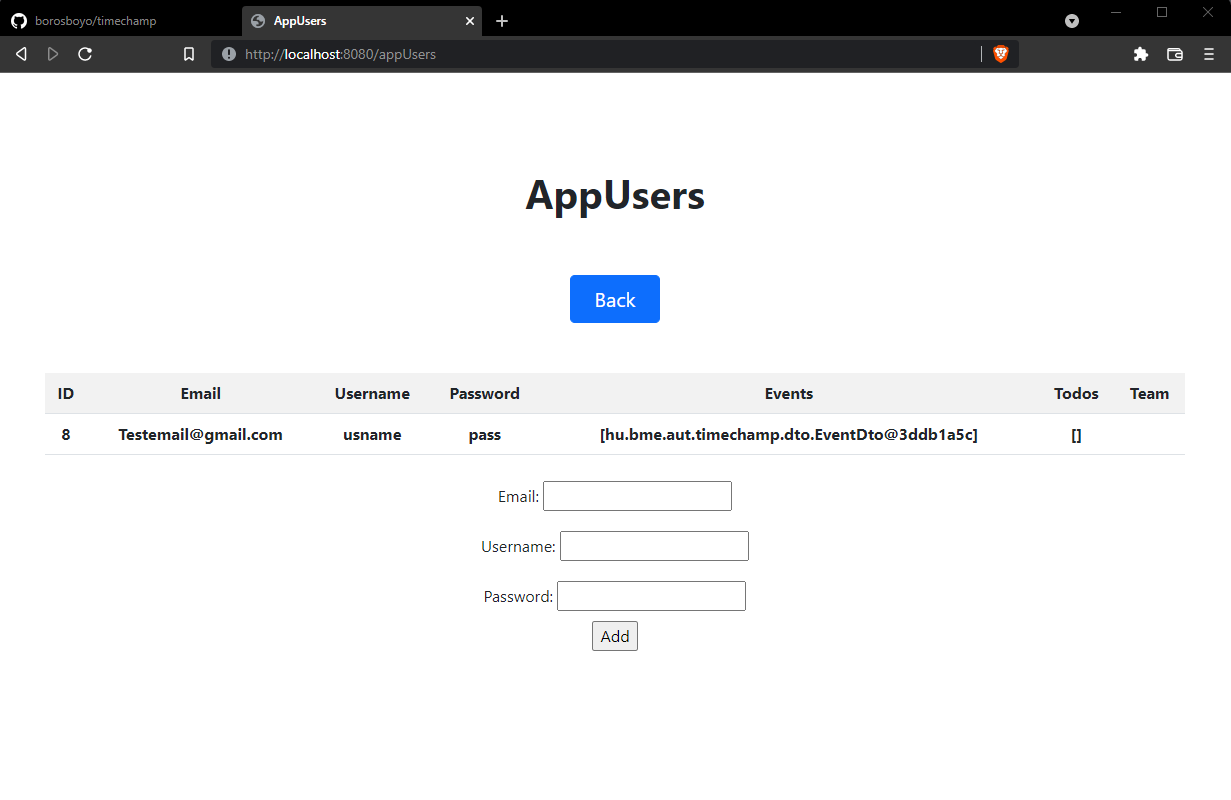 borosboyo/timechamp
AppUsers
http://localhost:8080/appUsers
AppUsers
Back
ID Email Username Password Events Todos Team
8 Testemail@gmail.com usname pass [hu.bme.aut.timechamp.dto.EventDto@3ddb1a5c] []
Email:
Username:
Password:
Add